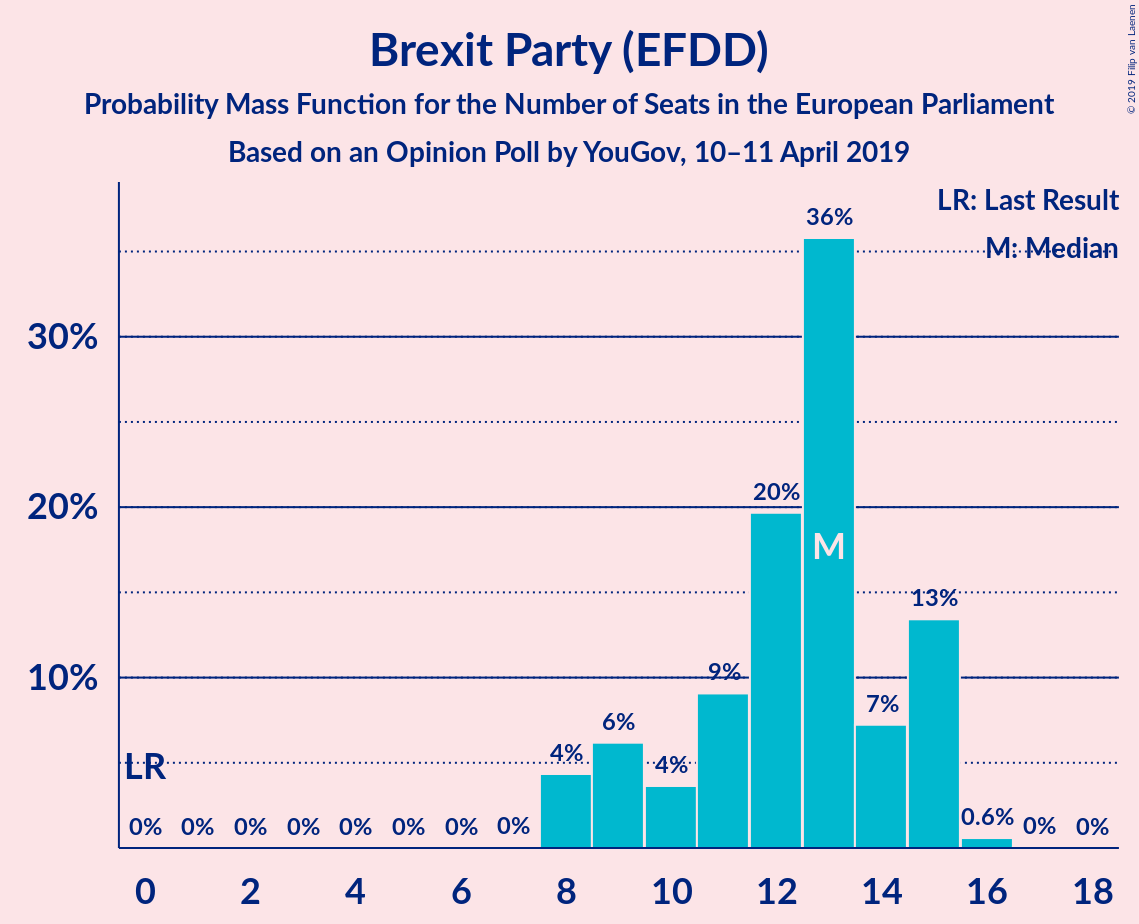 Brexit Party (EFDD)
Probability Mass Function for the Number of Seats in the European Parliament
Based on an Opinion Poll by YouGov, 10–11 April 2019
© 2019 Filip van Laenen
LR: Last Result
M: Median
36%
30%
20%
20%
M
13%
10%
9%
7%
6%
4%
4%
LR
0% 0% 0% 0% 0% 0% 0% 0% 0.6% 0% 0%
0 2 4 6 8 10 12 14 16 18